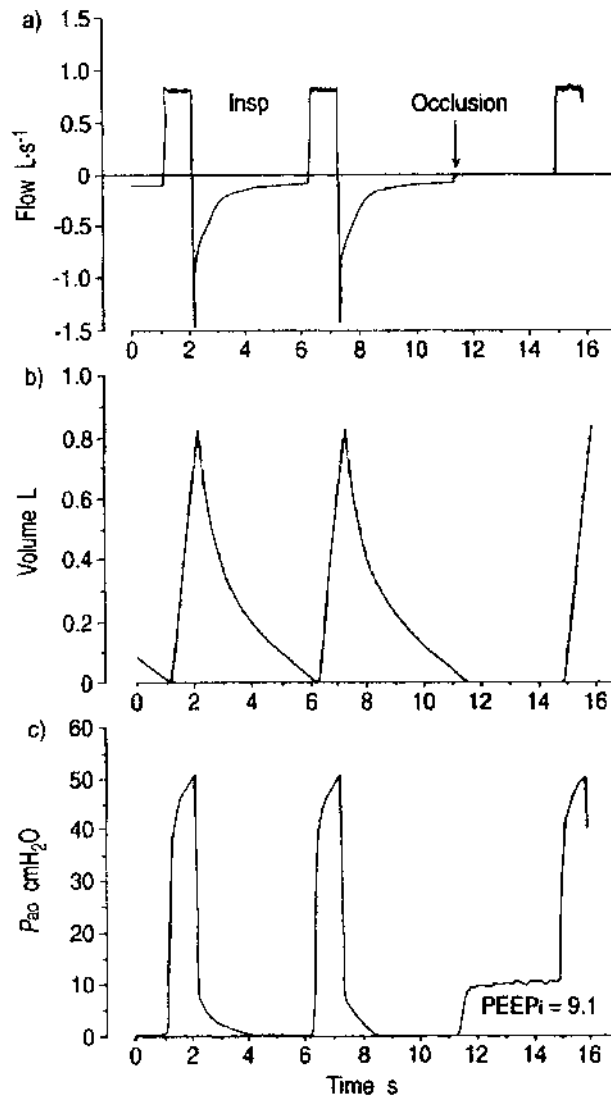 a)
1.5
1.0
Insp
Occlusion
0.5
0
-0.5
-1.0
-1.5
Flow L·s⁻¹
0 2 4 6 8 10 12 14 16
b)
1.0
0.8
0.6
0.4
0.2
0
Volume L
0 2 4 6 8 10 12 14 16
c)
60
50
40
30
20
10
0
Pao cmH₂O
PEEPi = 9.1
0 2 4 6 8 10 12 14 16
Time s